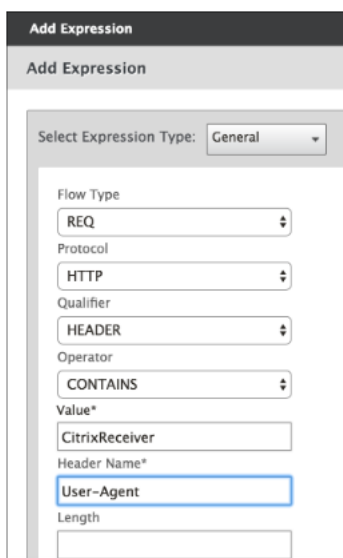 Add Expression
Add Expression
Select Expression Type: General
Flow Type
REQ
Protocol
HTTP
Qualifier
HEADER
Operator
CONTAINS
Value*
CitrixReceiver
Header Name*
User-Agent
Length